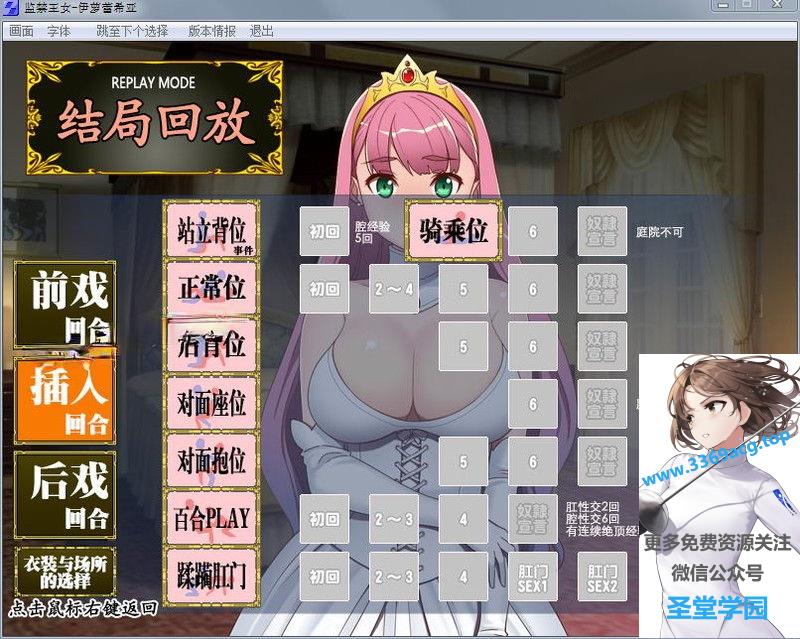 监禁王女-伊萝蕾希亚
画面 字体 跳至下个选择 版本情报 退出
REPLAY MODE
结局回放
前戏
回合
插入
回合
后戏
回合
衣装与场所
的选择
点击鼠标右键返回
站立背位
事件
初回
腔经验
5回
骑乘位
6
奴隷
宣言
庭院不可
正常位
初回
2～4
5
6
奴隷
宣言
后背位
5
6
奴隷
宣言
对面座位
6
奴隷
宣言
对面抱位
5
6
奴隷
宣言
百合PLAY
初回
2～3
4
奴隷
宣言
肛性交2回
腔性交6回
有连续绝顶经
蹂躏肛门
初回
2～3
4
肛门
SEX1
肛门
SEX2
www.3369acg.top
更多免费资源关注
微信公众号
圣堂学园